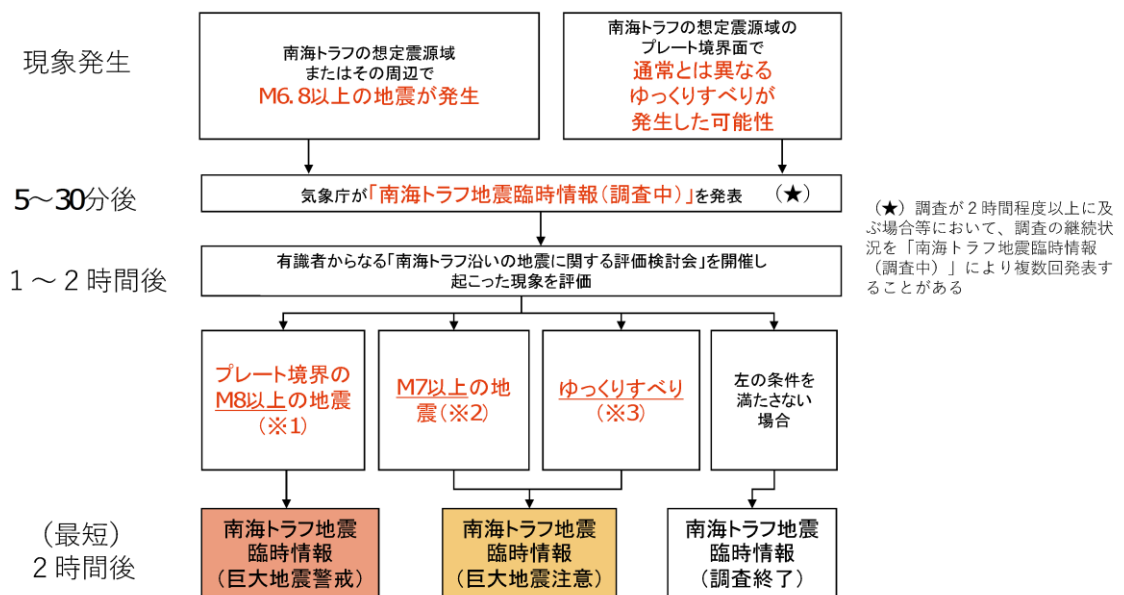 現象発生
南海トラフの想定震源域
またはその周辺で
M6.8以上の地震が発生
南海トラフの想定震源域の
プレート境界面で
通常とは異なる
ゆっくりすべりが
発生した可能性
5～30分後
気象庁が「南海トラフ地震臨時情報(調査中)」を発表 (★)
(★)調査が2時間程度以上に及
ぶ場合等において、調査の継続状
況を「南海トラフ地震臨時情報
(調査中)」により複数回発表す
ることがある
1～2時間後
有識者からなる「南海トラフ沿いの地震に関する評価検討会」を開催し
起こった現象を評価
プレート境界の
M8以上の地震
(※1)
M7以上の地
震(※2)
ゆっくりすべり
(※3)
左の条件を
満たさない
場合
(最短)
2時間後
南海トラフ地震
臨時情報
(巨大地震警戒)
南海トラフ地震
臨時情報
(巨大地震注意)
南海トラフ地震
臨時情報
(調査終了)